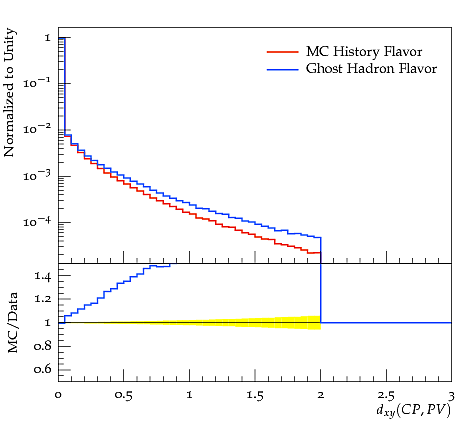 Normalized to Unity
1
10⁻¹
10⁻²
10⁻³
10⁻⁴
MC History Flavor
Ghost Hadron Flavor
MC/Data
1.4
1.2
1
0.8
0.6
0 0.5 1 1.5 2 2.5 3
d_xy(CP, PV)